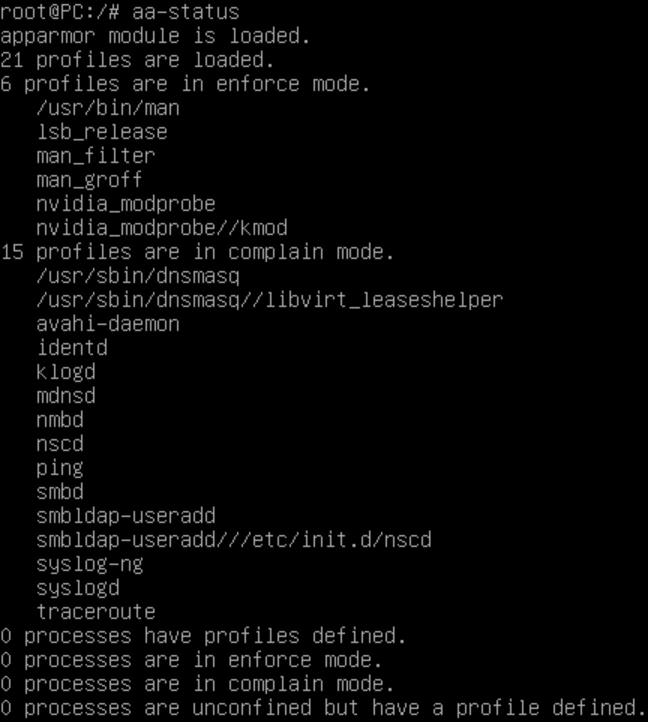 root@PC:/# aa-status
apparmor module is loaded.
21 profiles are loaded.
6 profiles are in enforce mode.
   /usr/bin/man
   lsb_release
   man_filter
   man_groff
   nvidia_modprobe
   nvidia_modprobe//kmod
15 profiles are in complain mode.
   /usr/sbin/dnsmasq
   /usr/sbin/dnsmasq//libvirt_leaseshelper
   avahi-daemon
   identd
   klogd
   mdnsd
   nmbd
   nscd
   ping
   smbd
   smbldap-useradd
   smbldap-useradd///etc/init.d/nscd
   syslog-ng
   syslogd
   traceroute
0 processes have profiles defined.
0 processes are in enforce mode.
0 processes are in complain mode.
0 processes are unconfined but have a profile defined.